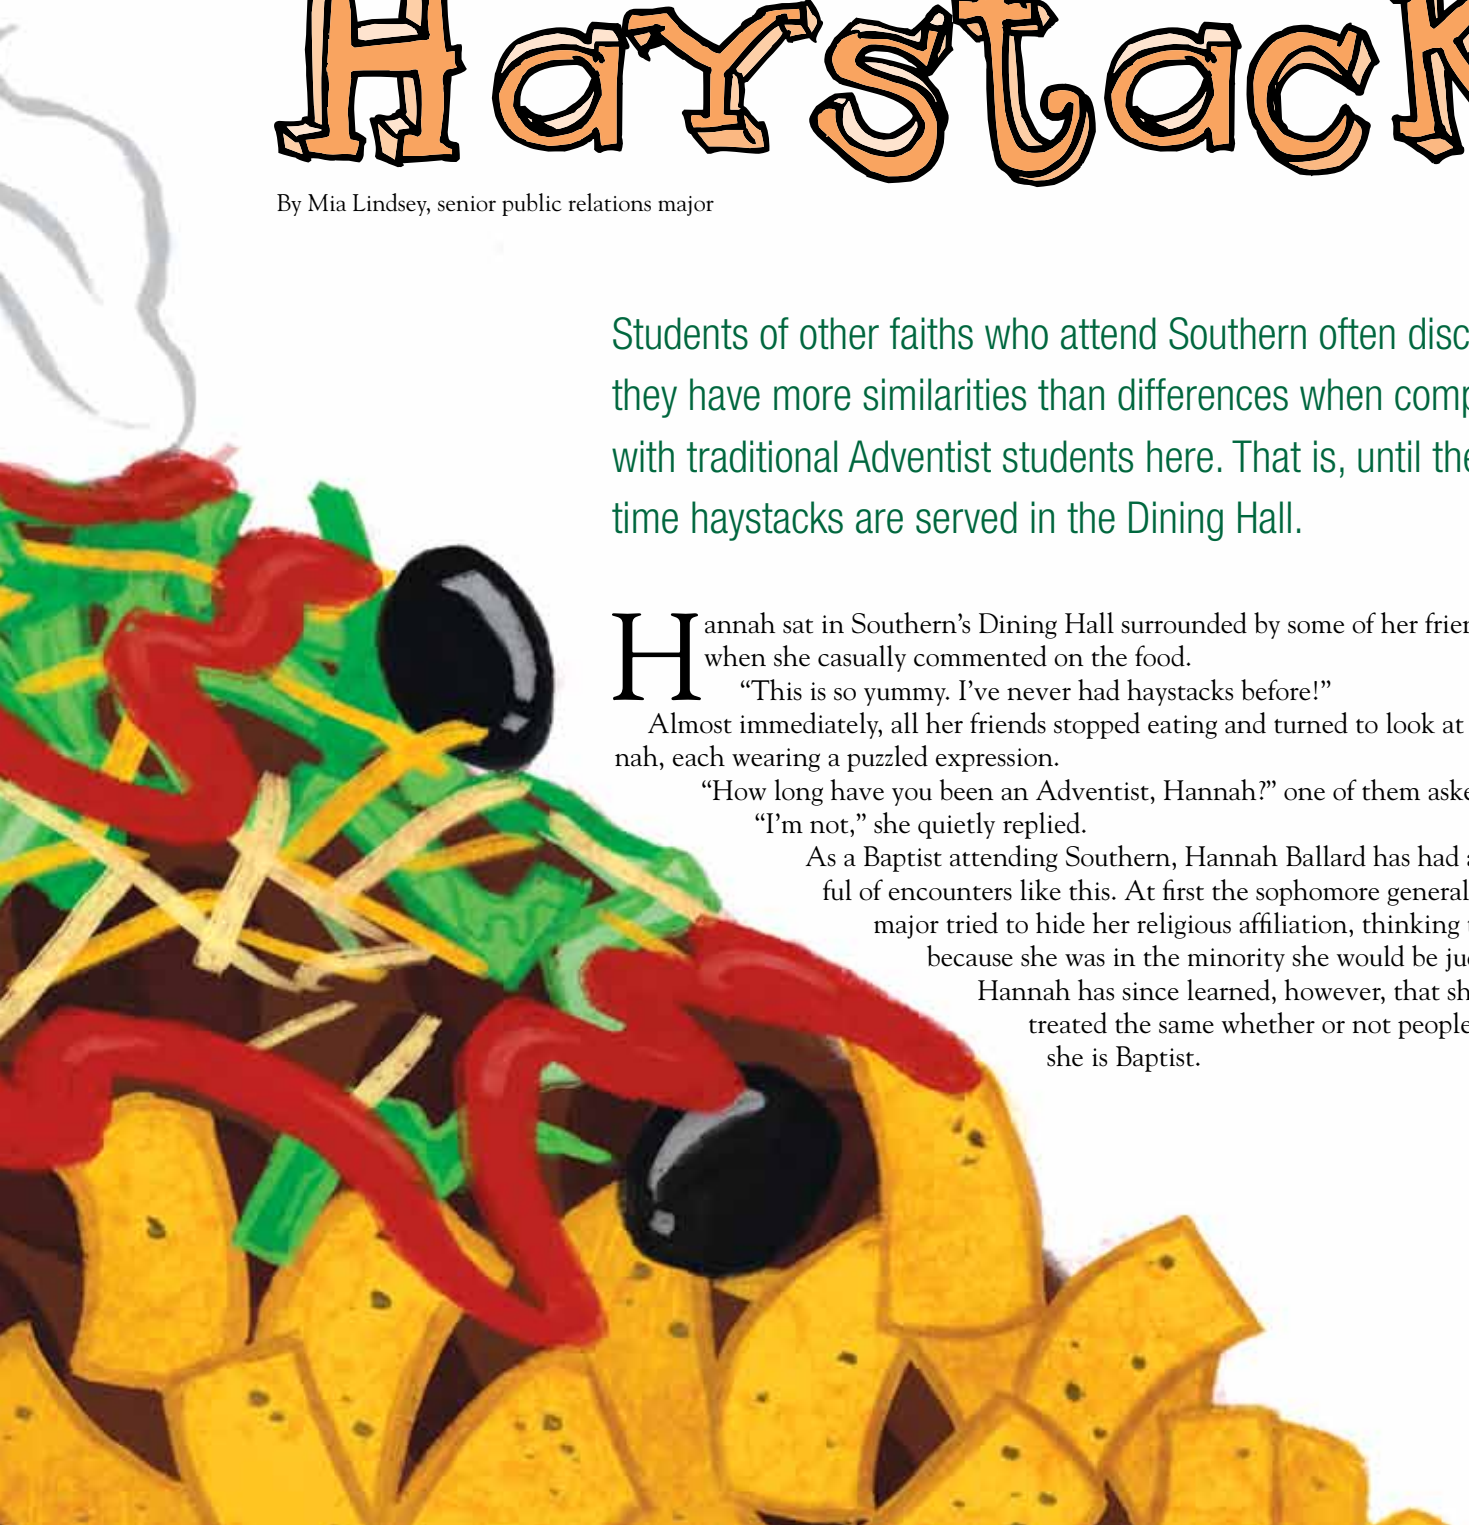 Haystack
By Mia Lindsey, senior public relations major
Students of other faiths who attend Southern often disc
they have more similarities than differences when comp
with traditional Adventist students here. That is, until the
time haystacks are served in the Dining Hall.
Hannah sat in Southern’s Dining Hall surrounded by some of her frien
when she casually commented on the food.
“This is so yummy. I’ve never had haystacks before!”
Almost immediately, all her friends stopped eating and turned to look at
nah, each wearing a puzzled expression.
“How long have you been an Adventist, Hannah?” one of them aske
“I’m not,” she quietly replied.
As a Baptist attending Southern, Hannah Ballard has had a
ful of encounters like this. At first the sophomore general
major tried to hide her religious affiliation, thinking
because she was in the minority she would be ju
Hannah has since learned, however, that sh
treated the same whether or not people
she is Baptist.